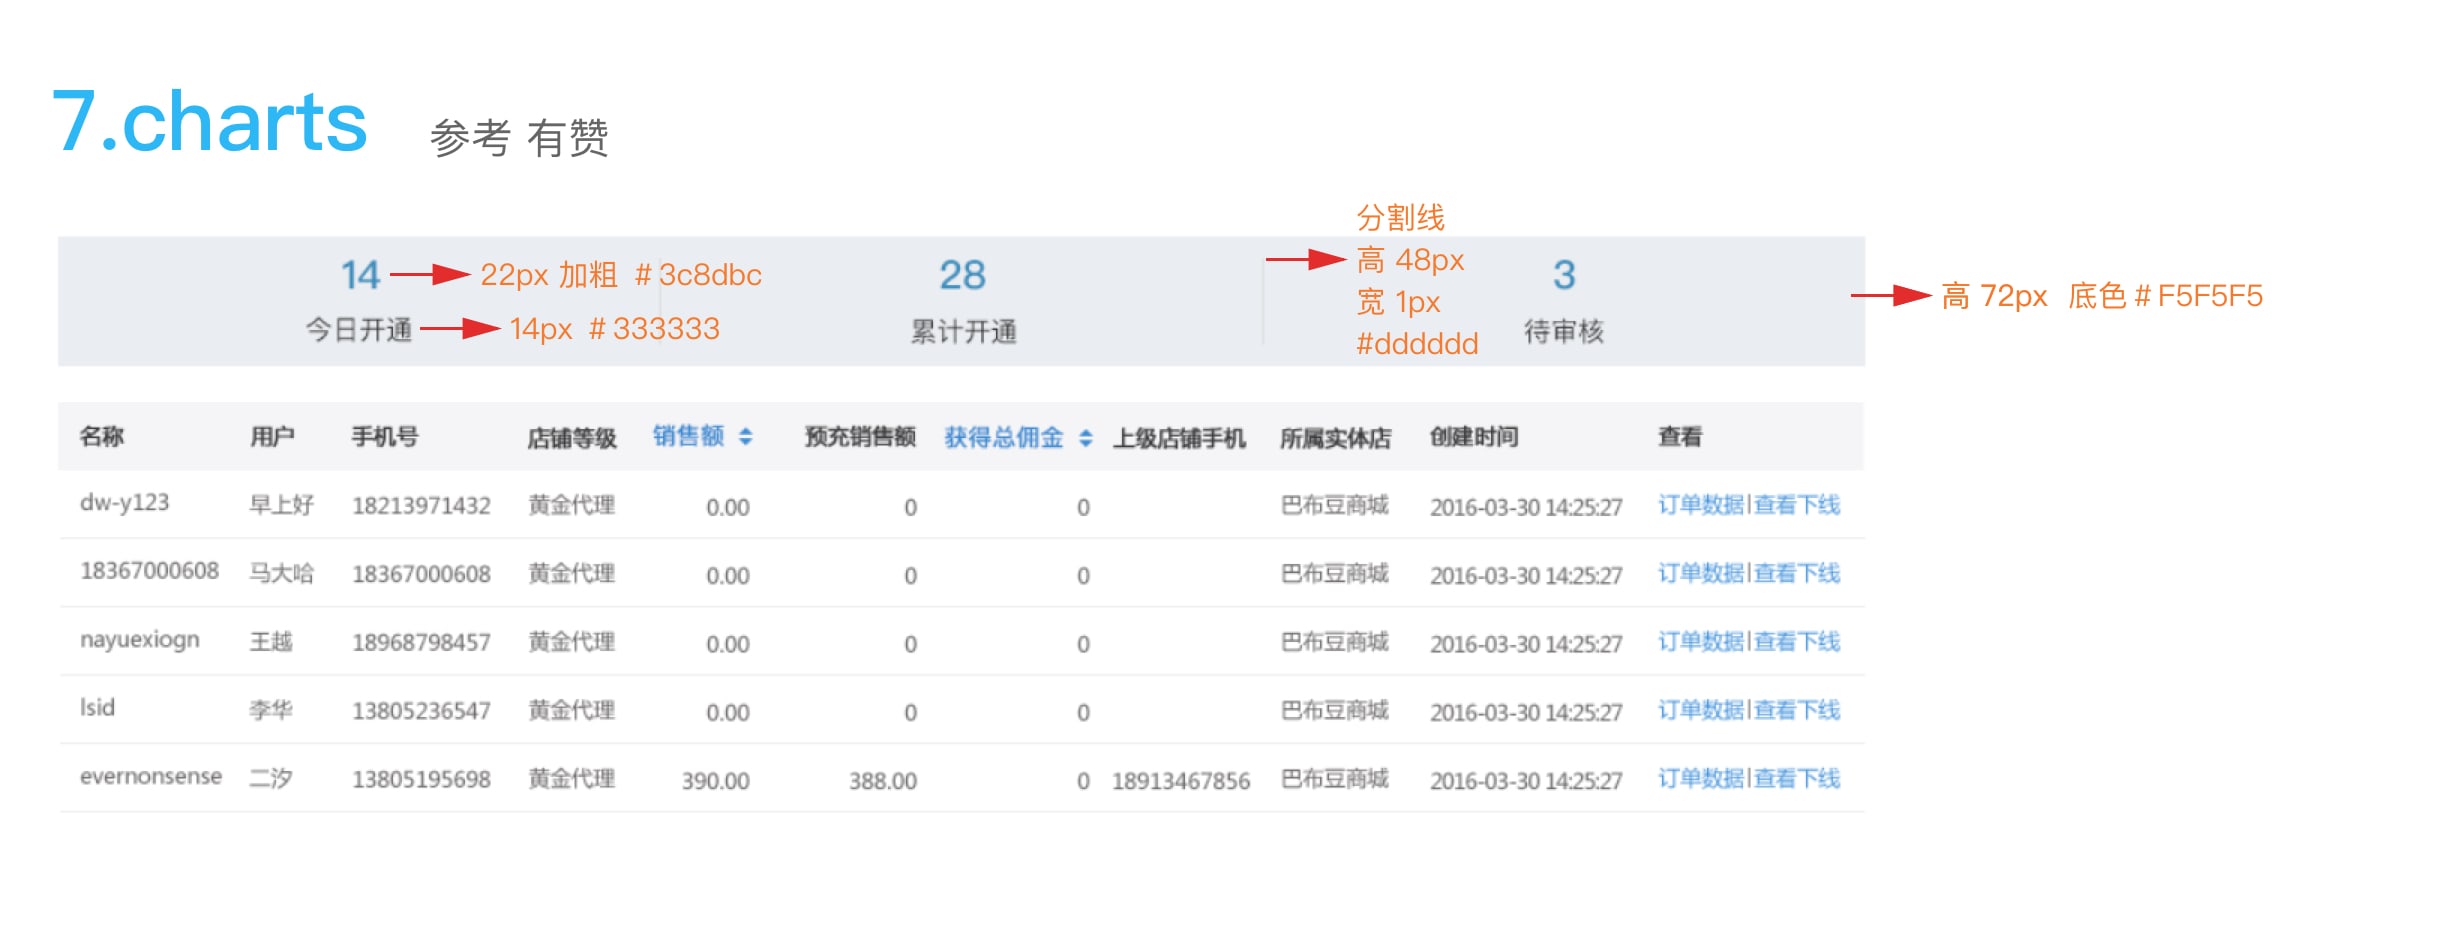 7.charts 参考 有赞
14 22px 加粗 #3c8dbc
今日开通 14px #333333
28
累计开通
分割线
高 48px
宽 1px
#dddddd
3
待审核
高 72px 底色 #F5F5F5
名称 用户 手机号 店铺等级 销售额 预充销售额 获得总佣金 上级店铺手机 所属实体店 创建时间 查看
dw-y123 早上好 18213971432 黄金代理 0.00 0 0 巴布豆商城 2016-03-30 14:25:27 订单数据|查看下线
18367000608 马大哈 18367000608 黄金代理 0.00 0 0 巴布豆商城 2016-03-30 14:25:27 订单数据|查看下线
nayuexiogn 王越 18968798457 黄金代理 0.00 0 0 巴布豆商城 2016-03-30 14:25:27 订单数据|查看下线
lsid 李华 13805236547 黄金代理 0.00 0 0 巴布豆商城 2016-03-30 14:25:27 订单数据|查看下线
evernonsense 二汐 13805195698 黄金代理 390.00 388.00 0 18913467856 巴布豆商城 2016-03-30 14:25:27 订单数据|查看下线